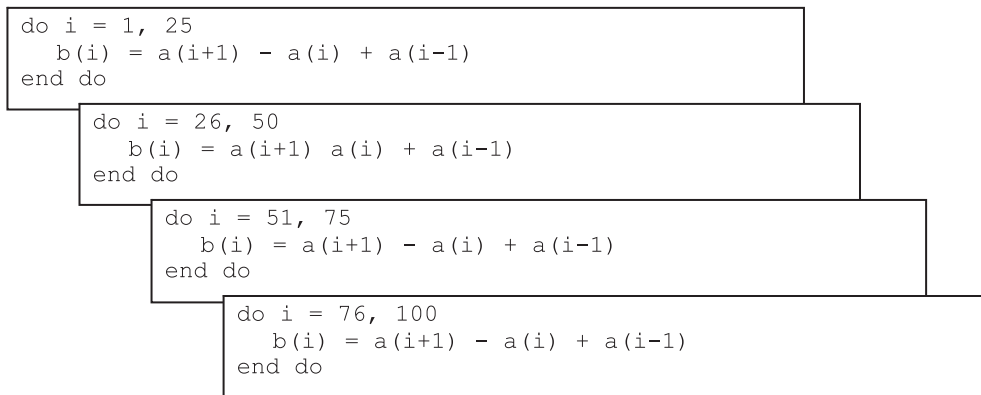 do i = 1, 25
b(i) = a(i+1) - a(i) + a(i-1)
end do
do i = 26, 50
b(i) = a(i+1) a(i) + a(i-1)
end do
do i = 51, 75
b(i) = a(i+1) - a(i) + a(i-1)
end do
do i = 76, 100
b(i) = a(i+1) - a(i) + a(i-1)
end do